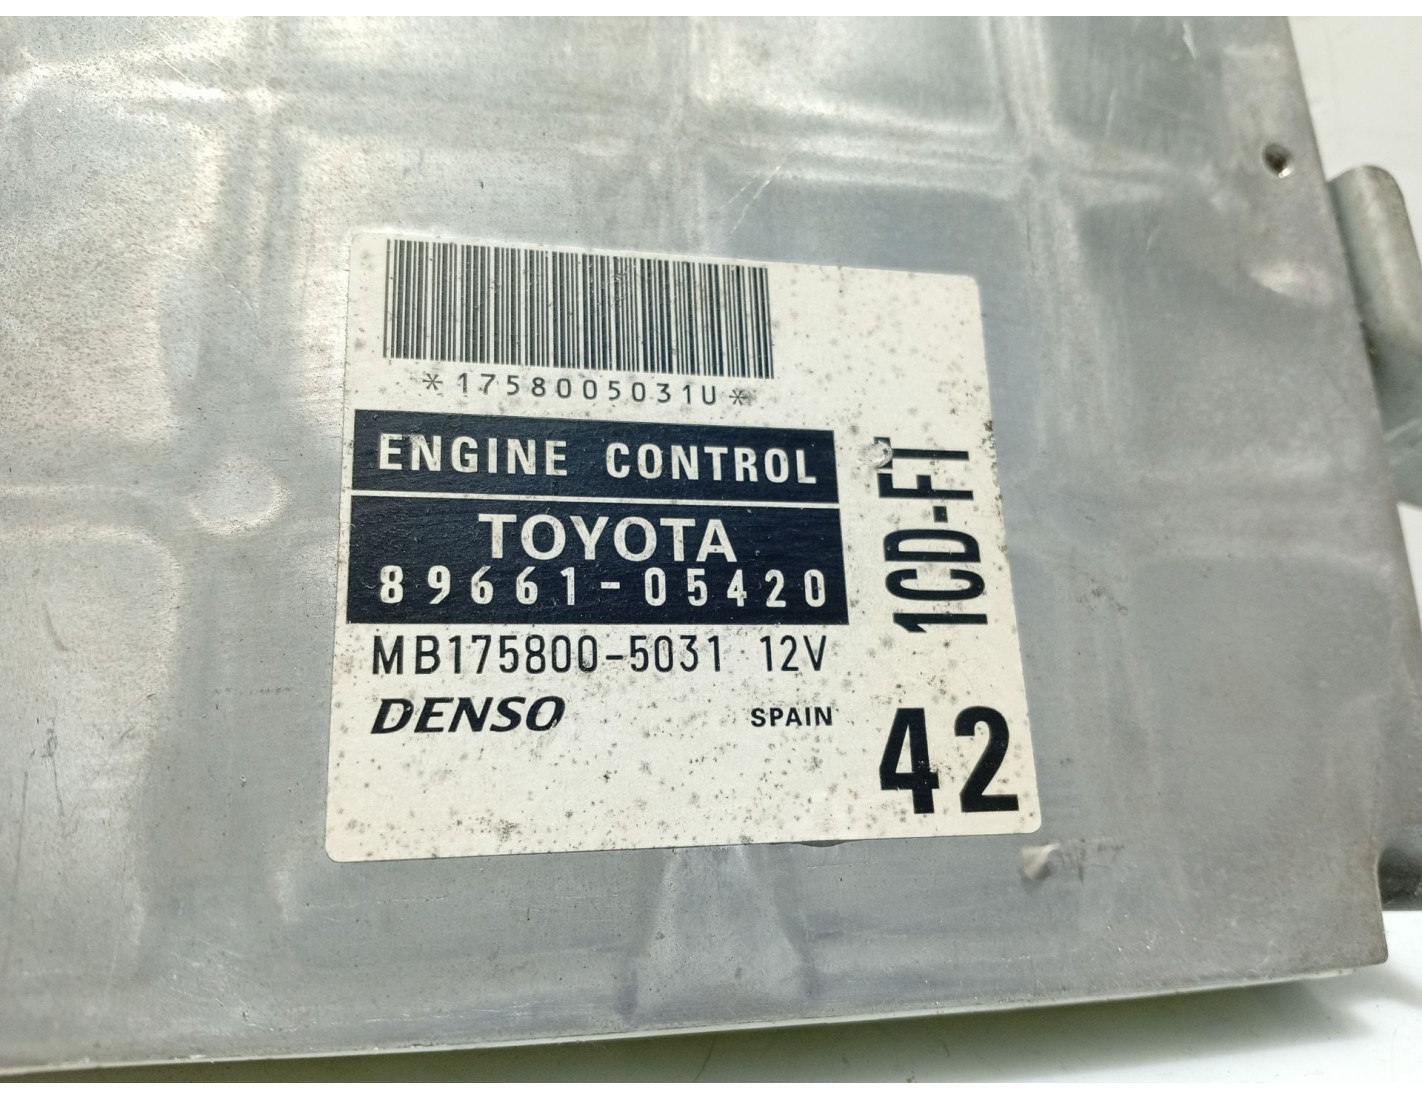 *1758005031U*
ENGINE CONTROL
TOYOTA
89661-05420
MB175800-5031 12V
DENSO SPAIN
1CD-FT
42